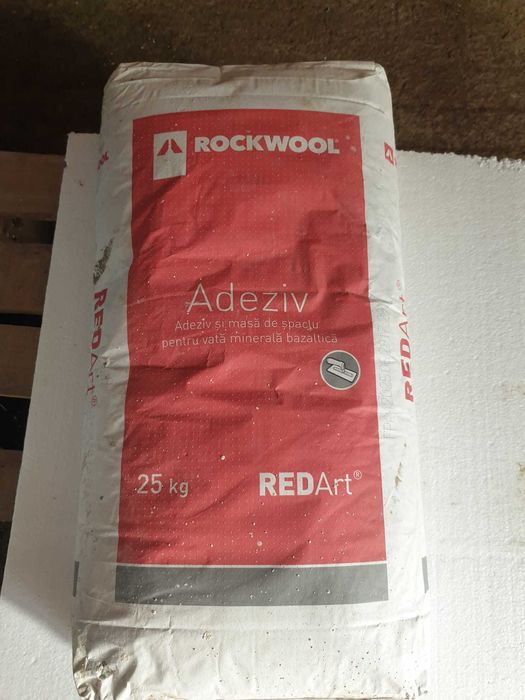 ROCKWOOL
Adeziv
Adeziv și masă de șpaclu
pentru vată minerală bazaltică
25 kg
REDArt®
REDArt®
REDArt®